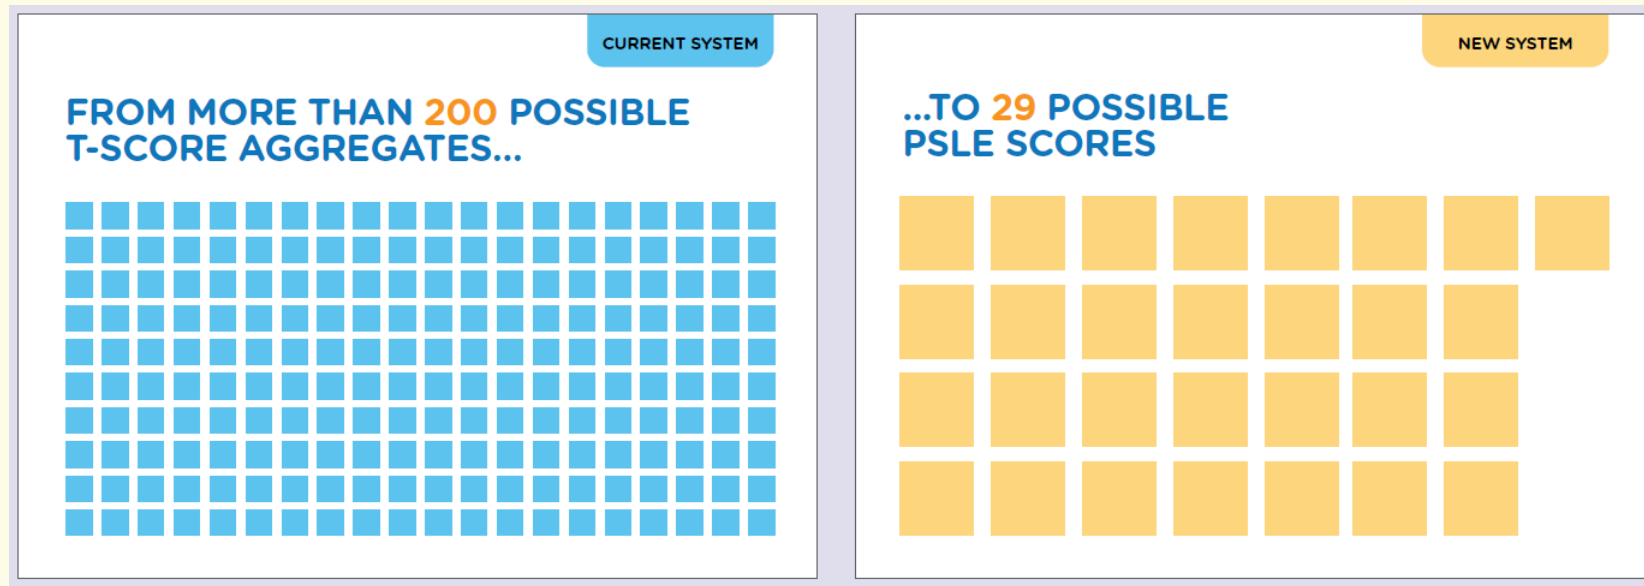 CURRENT SYSTEM
FROM MORE THAN 200 POSSIBLE
T-SCORE AGGREGATES...
NEW SYSTEM
...TO 29 POSSIBLE
PSLE SCORES